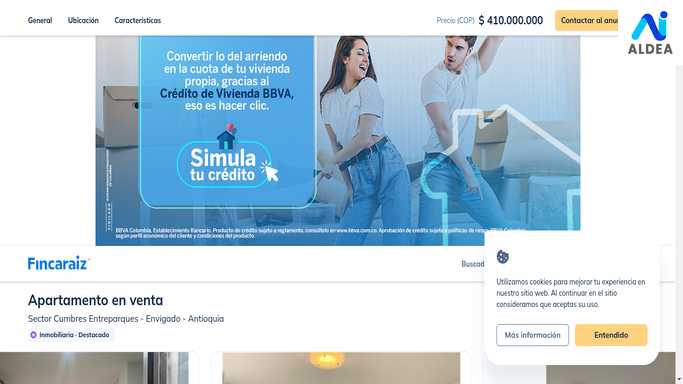 General Ubicación Características Precio (COP) $ 410.000.000 Contactar al
ALDEA
Convertir lo del arriendo
en la cuota de tu vivienda
propia, gracias al
Crédito de Vivienda BBVA,
eso es hacer clic.
Simula
tu crédito
BBVA Colombia. Establecimiento Bancario. Producto de crédito sujeto a reglamento, consúltelo en www.bbva.com.co. Aprobación de crédito sujeta a políticas de riesgo BBVA Colombia,
según perfil económico del cliente y condiciones del producto.
Fincaraíz
Apartamento en venta
Sector Cumbres Entreparques - Envigado - Antioquia
Inmobiliaria - Destacado
Utilizamos cookies para mejorar tu experiencia en
nuestro sitio web. Al continuar en el sitio
consideramos que aceptas su uso.
Más información Entendido